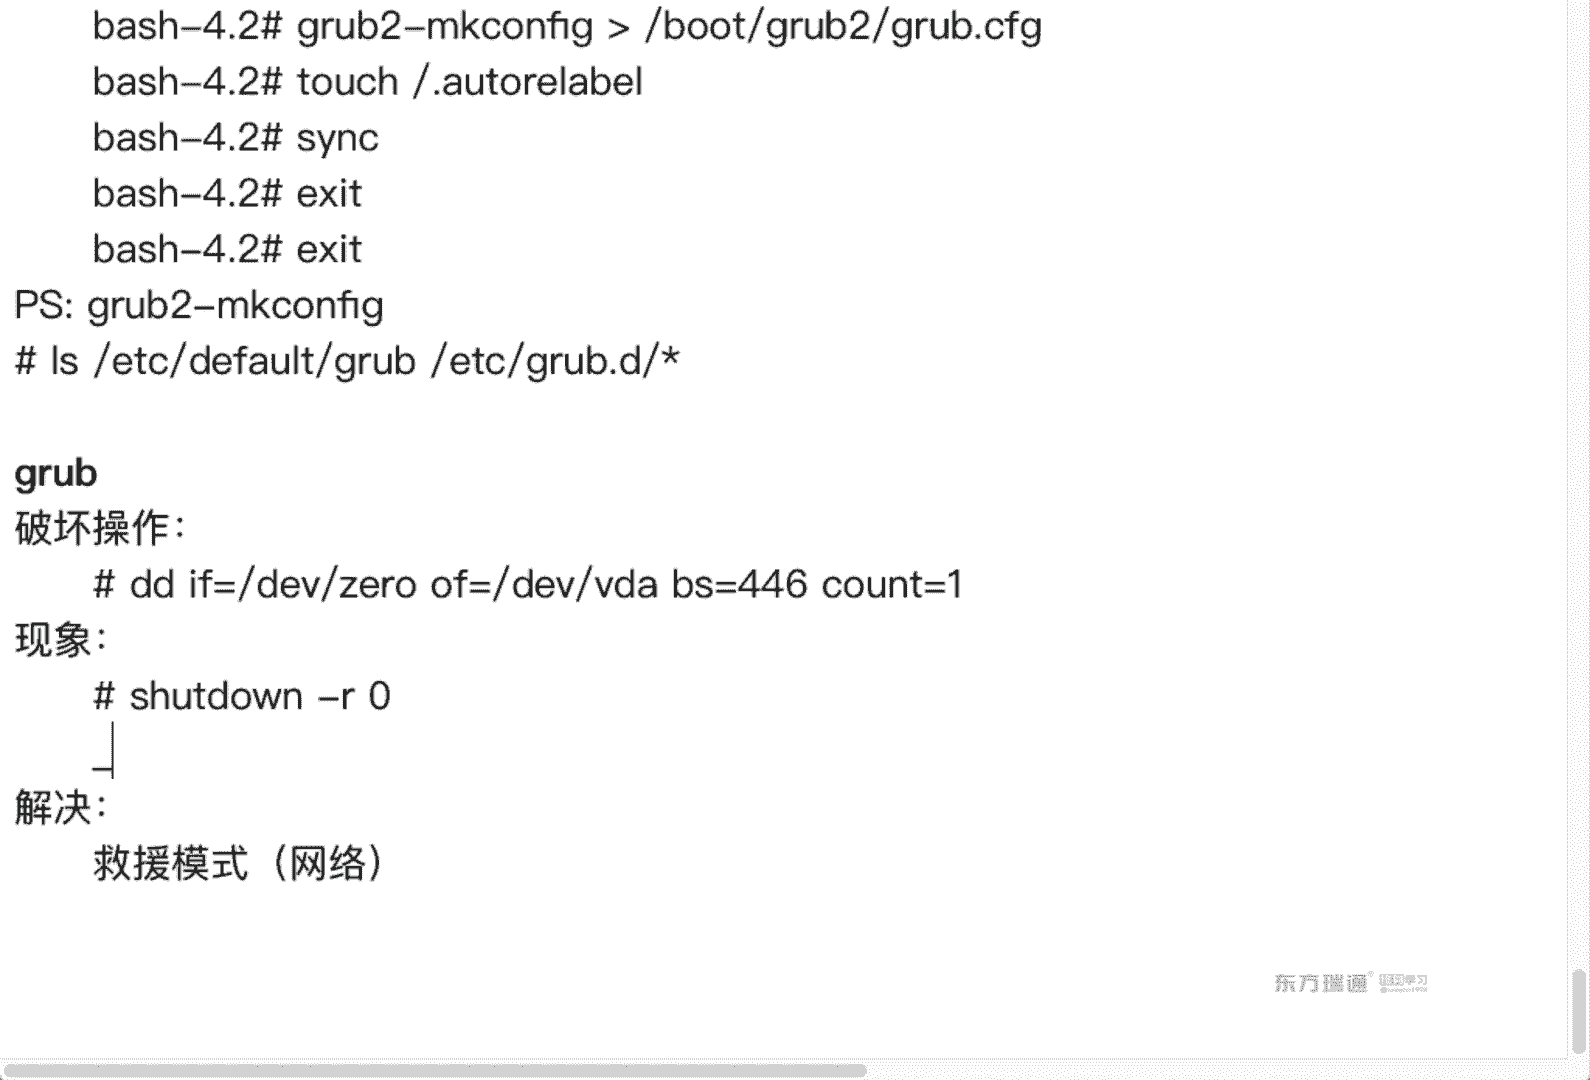 bash-4.2# grub2-mkconfig > /boot/grub2/grub.cfg
bash-4.2# touch /.autorelabel
bash-4.2# sync
bash-4.2# exit
bash-4.2# exit
PS: grub2-mkconfig
# ls /etc/default/grub /etc/grub.d/*
grub
破坏操作：
# dd if=/dev/zero of=/dev/vda bs=446 count=1
现象：
# shutdown -r 0
_
解决：
救援模式（网络）
东方瑞通
学习